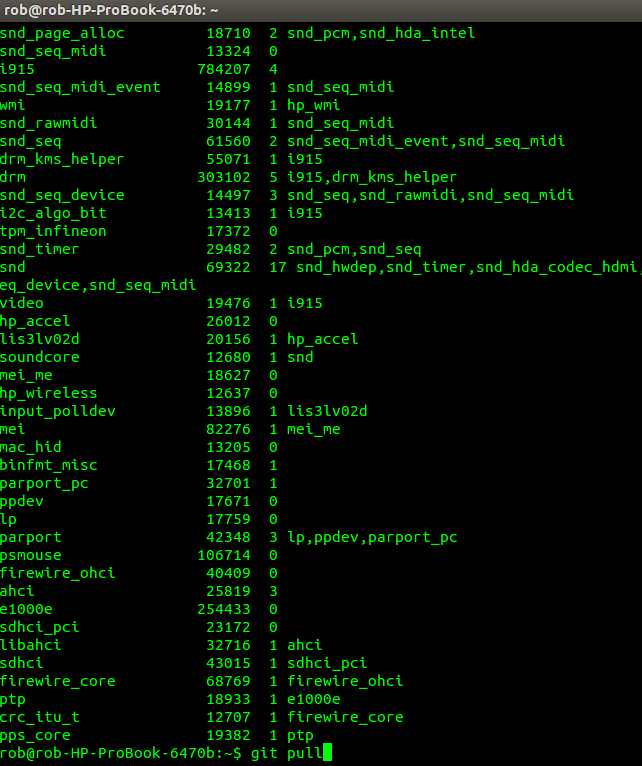 rob@rob-HP-ProBook-6470b: ~
snd_page_alloc 18710 2 snd_pcm,snd_hda_intel
snd_seq_midi 13324 0
i915 784207 4
snd_seq_midi_event 14899 1 snd_seq_midi
wmi 19177 1 hp_wmi
snd_rawmidi 30144 1 snd_seq_midi
snd_seq 61560 2 snd_seq_midi_event,snd_seq_midi
drm_kms_helper 55071 1 i915
drm 303102 5 i915,drm_kms_helper
snd_seq_device 14497 3 snd_seq,snd_rawmidi,snd_seq_midi
i2c_algo_bit 13413 1 i915
tpm_infineon 17372 0
snd_timer 29482 2 snd_pcm,snd_seq
snd 69322 17 snd_hwdep,snd_timer,snd_hda_codec_hdmi,
eq_device,snd_seq_midi
video 19476 1 i915
hp_accel 26012 0
lis3lv02d 20156 1 hp_accel
soundcore 12680 1 snd
mei_me 18627 0
hp_wireless 12637 0
input_polldev 13896 1 lis3lv02d
mei 82276 1 mei_me
mac_hid 13205 0
binfmt_misc 17468 1
parport_pc 32701 1
ppdev 17671 0
lp 17759 0
parport 42348 3 lp,ppdev,parport_pc
psmouse 106714 0
firewire_ohci 40409 0
ahci 25819 3
e1000e 254433 0
sdhci_pci 23172 0
libahci 32716 1 ahci
sdhci 43015 1 sdhci_pci
firewire_core 68769 1 firewire_ohci
ptp 18933 1 e1000e
crc_itu_t 12707 1 firewire_core
pps_core 19382 1 ptp
rob@rob-HP-ProBook-6470b:~$ git pull